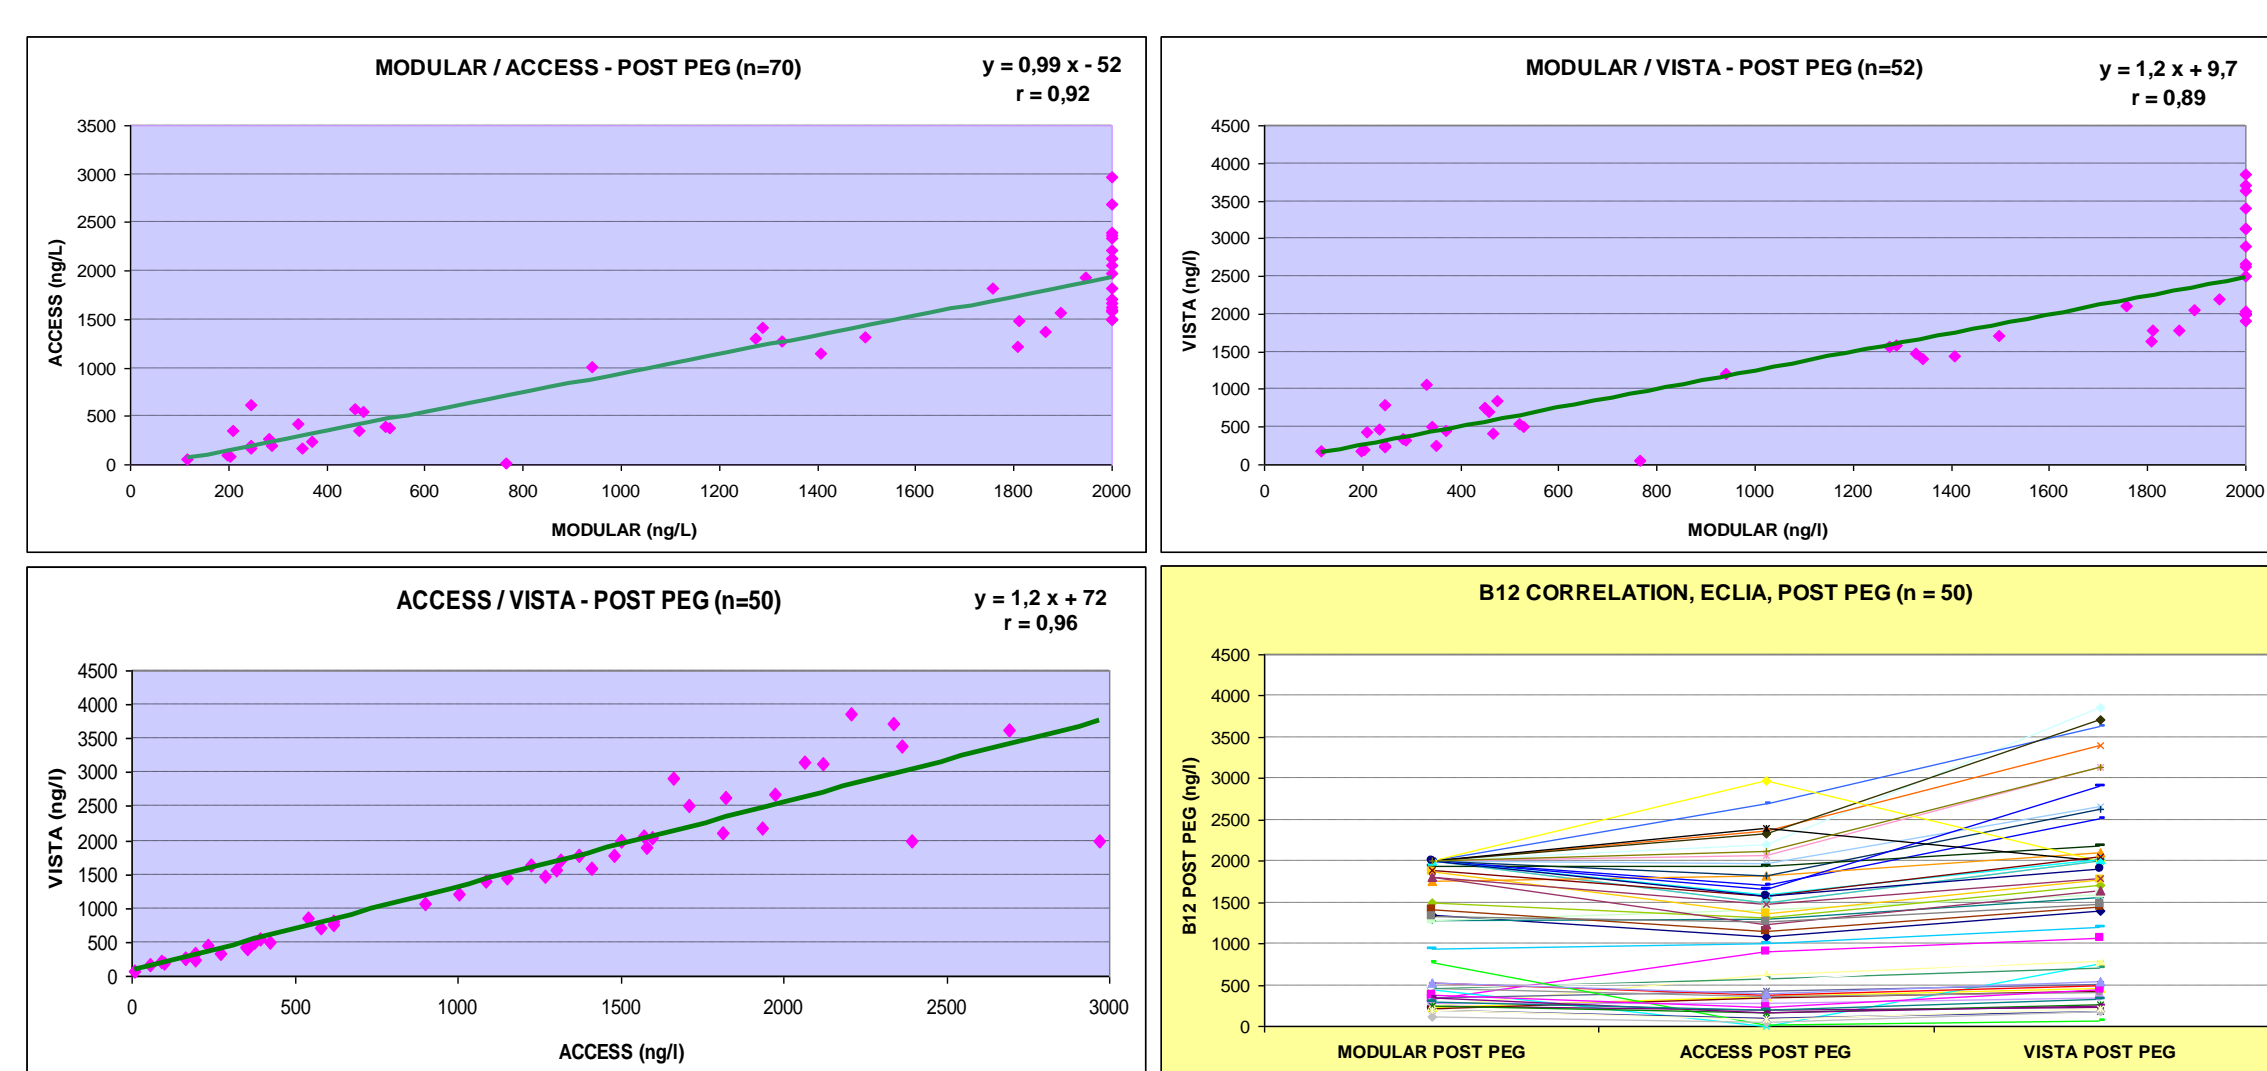 MODULAR / ACCESS - POST PEG (n=70)
y = 0,99 x - 52
r = 0,92
3500
3000
2500
2000
1500
1000
500
0
ACCESS (ng/L)
0 200 400 600 800 1000 1200 1400 1600 1800 2000
MODULAR (ng/L)
MODULAR / VISTA - POST PEG (n=52)
y = 1,2 x + 9,7
r = 0,89
4500
4000
3500
3000
2500
2000
1500
1000
500
0
VISTA (ng/l)
0 200 400 600 800 1000 1200 1400 1600 1800 2000
MODULAR (ng/l)
ACCESS / VISTA - POST PEG (n=50)
y = 1,2 x + 72
r = 0,96
4500
4000
3500
3000
2500
2000
1500
1000
500
0
VISTA (ng/l)
0 500 1000 1500 2000 2500 3000
ACCESS (ng/l)
B12 CORRELATION, ECLIA, POST PEG (n = 50)
4500
4000
3500
3000
2500
2000
1500
1000
500
0
B12 POST PEG (ng/l)
MODULAR POST PEG ACCESS POST PEG VISTA POST PEG